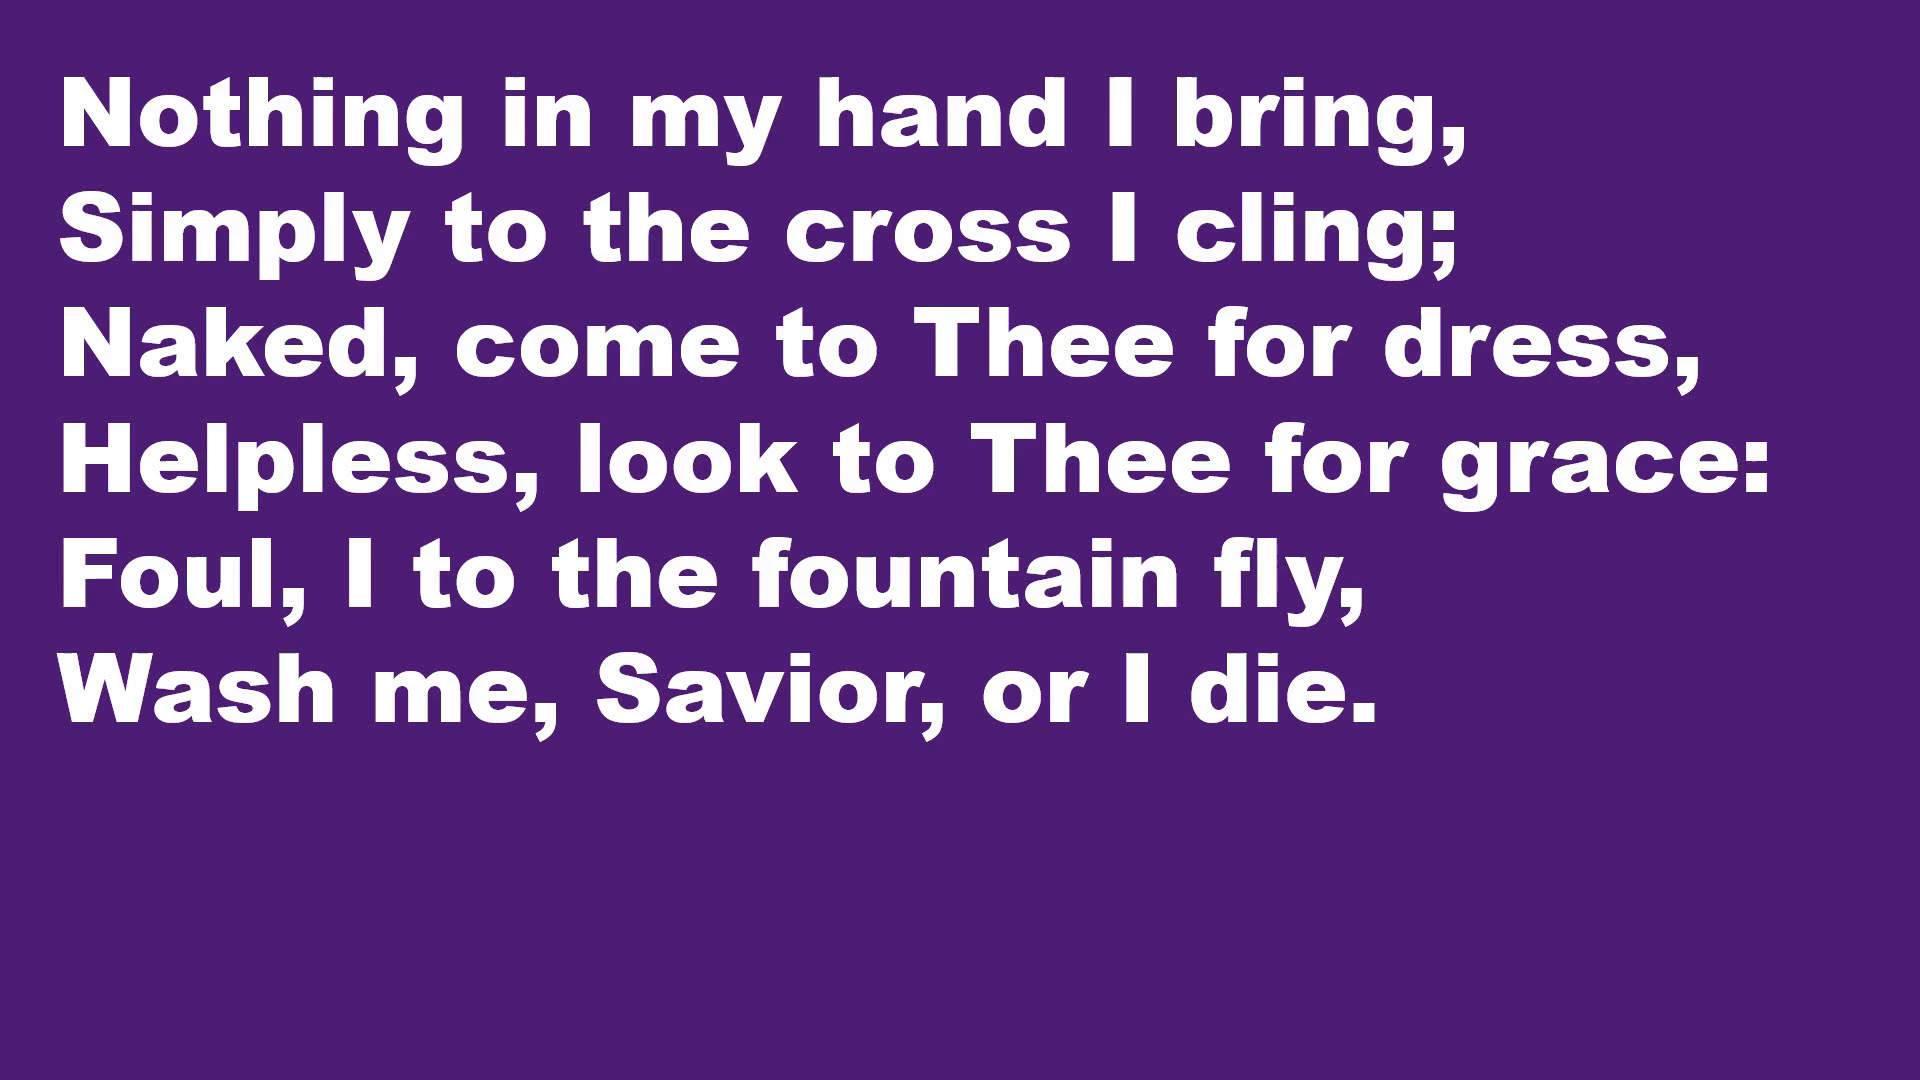 Nothing in my hand I bring,
Simply to the cross I cling;
Naked, come to Thee for dress,
Helpless, look to Thee for grace:
Foul, I to the fountain fly,
Wash me, Savior, or I die.